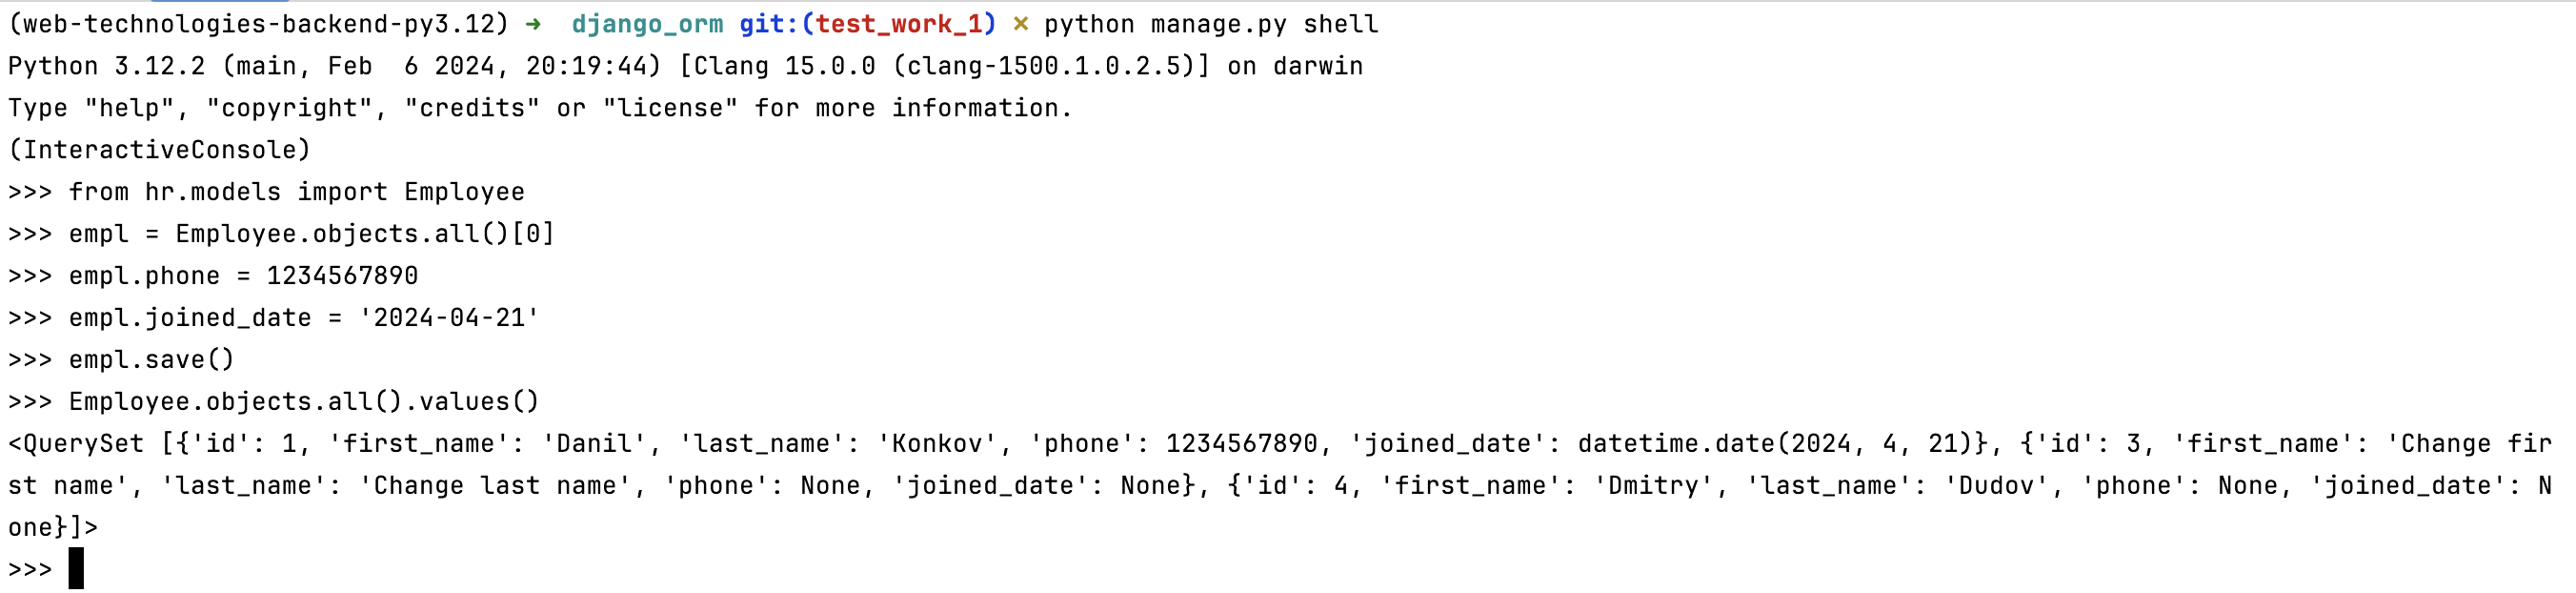 (web-technologies-backend-py3.12) ➜  django_orm git:(test_work_1) ✗ python manage.py shell
Python 3.12.2 (main, Feb  6 2024, 20:19:44) [Clang 15.0.0 (clang-1500.1.0.2.5)] on darwin
Type "help", "copyright", "credits" or "license" for more information.
(InteractiveConsole)
>>> from hr.models import Employee
>>> empl = Employee.objects.all()[0]
>>> empl.phone = 1234567890
>>> empl.joined_date = '2024-04-21'
>>> empl.save()
>>> Employee.objects.all().values()
<QuerySet [{'id': 1, 'first_name': 'Danil', 'last_name': 'Konkov', 'phone': 1234567890, 'joined_date': datetime.date(2024, 4, 21)}, {'id': 3, 'first_name': 'Change fir
st name', 'last_name': 'Change last name', 'phone': None, 'joined_date': None}, {'id': 4, 'first_name': 'Dmitry', 'last_name': 'Dudov', 'phone': None, 'joined_date': N
one}]>
>>>